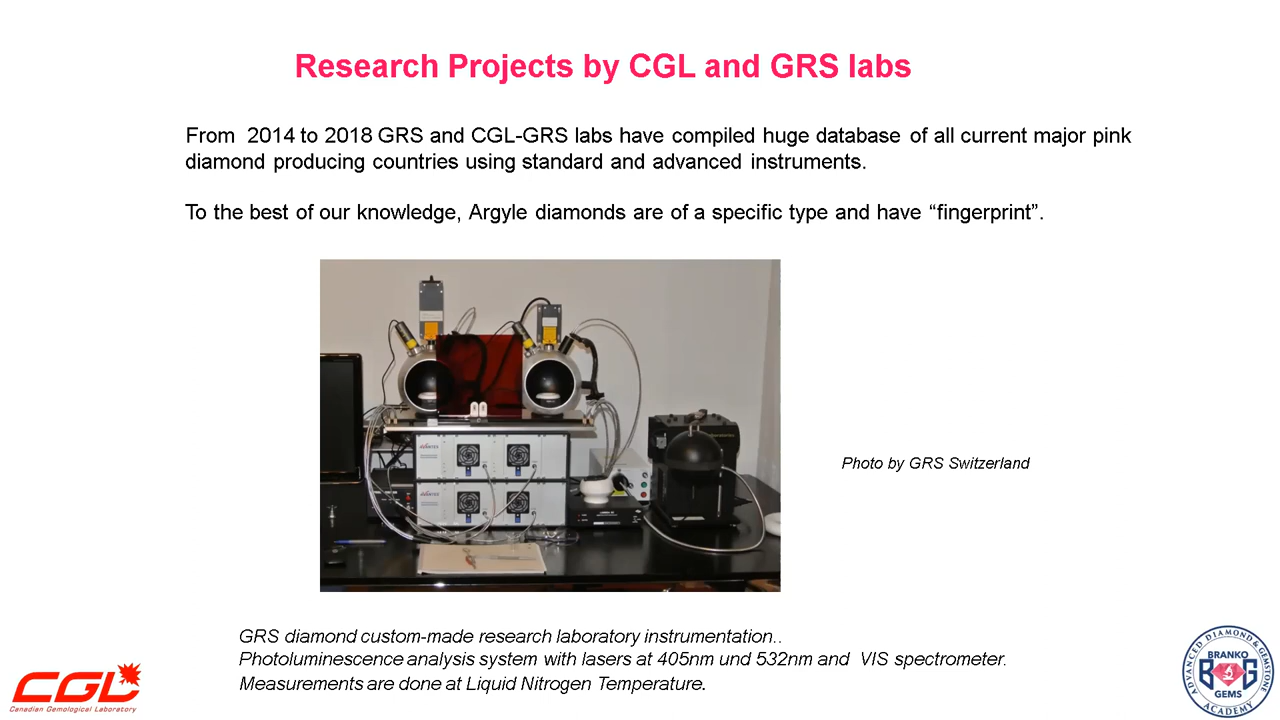 Research Projects by CGL and GRS labs
From 2014 to 2018 GRS and CGL-GRS labs have compiled huge database of all current major pink
diamond producing countries using standard and advanced instruments.
To the best of our knowledge, Argyle diamonds are of a specific type and have “fingerprint”.
Photo by GRS Switzerland
GRS diamond custom-made research laboratory instrumentation..
Photoluminescence analysis system with lasers at 405nm und 532nm and VIS spectrometer.
Measurements are done at Liquid Nitrogen Temperature.
CGL
Canadian Gemological Laboratory
ADVANCED DIAMOND & GEMSTONE
BRANKO
BG
GEMS
ACADEMY